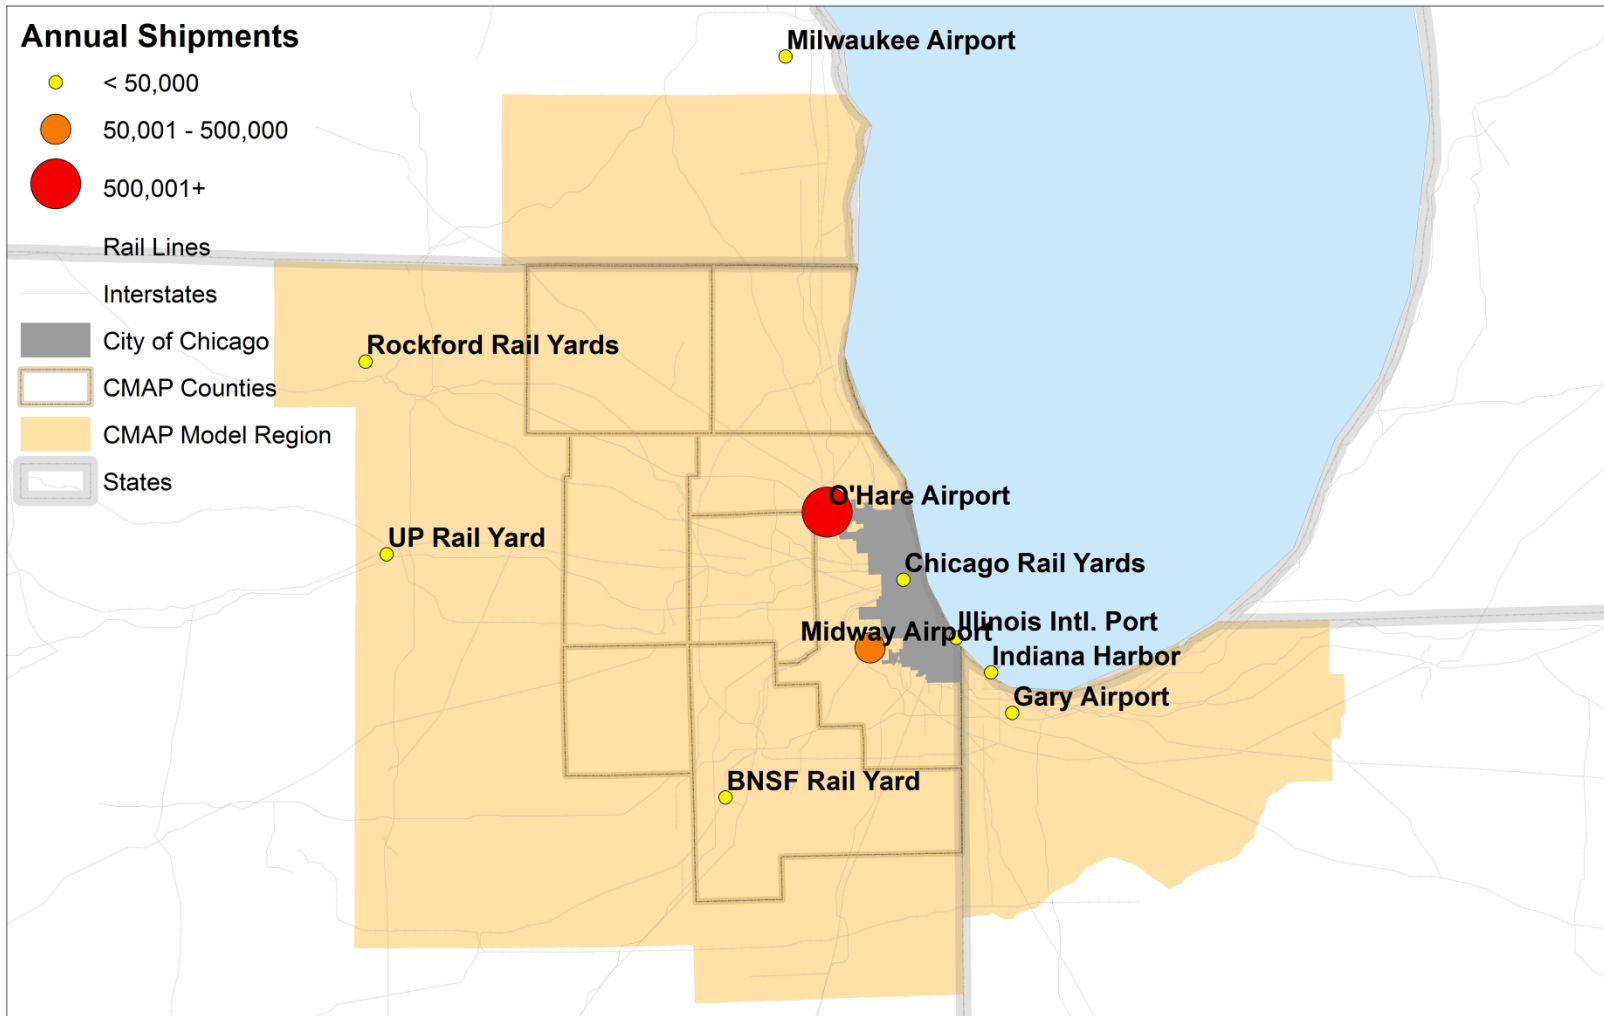 Annual Shipments
< 50,000
50,001 - 500,000
500,001+
Rail Lines
Interstates
City of Chicago
CMAP Counties
CMAP Model Region
States
Milwaukee Airport
Rockford Rail Yards
O'Hare Airport
UP Rail Yard
Chicago Rail Yards
Illinois Intl. Port
Midway Airport
Indiana Harbor
Gary Airport
BNSF Rail Yard